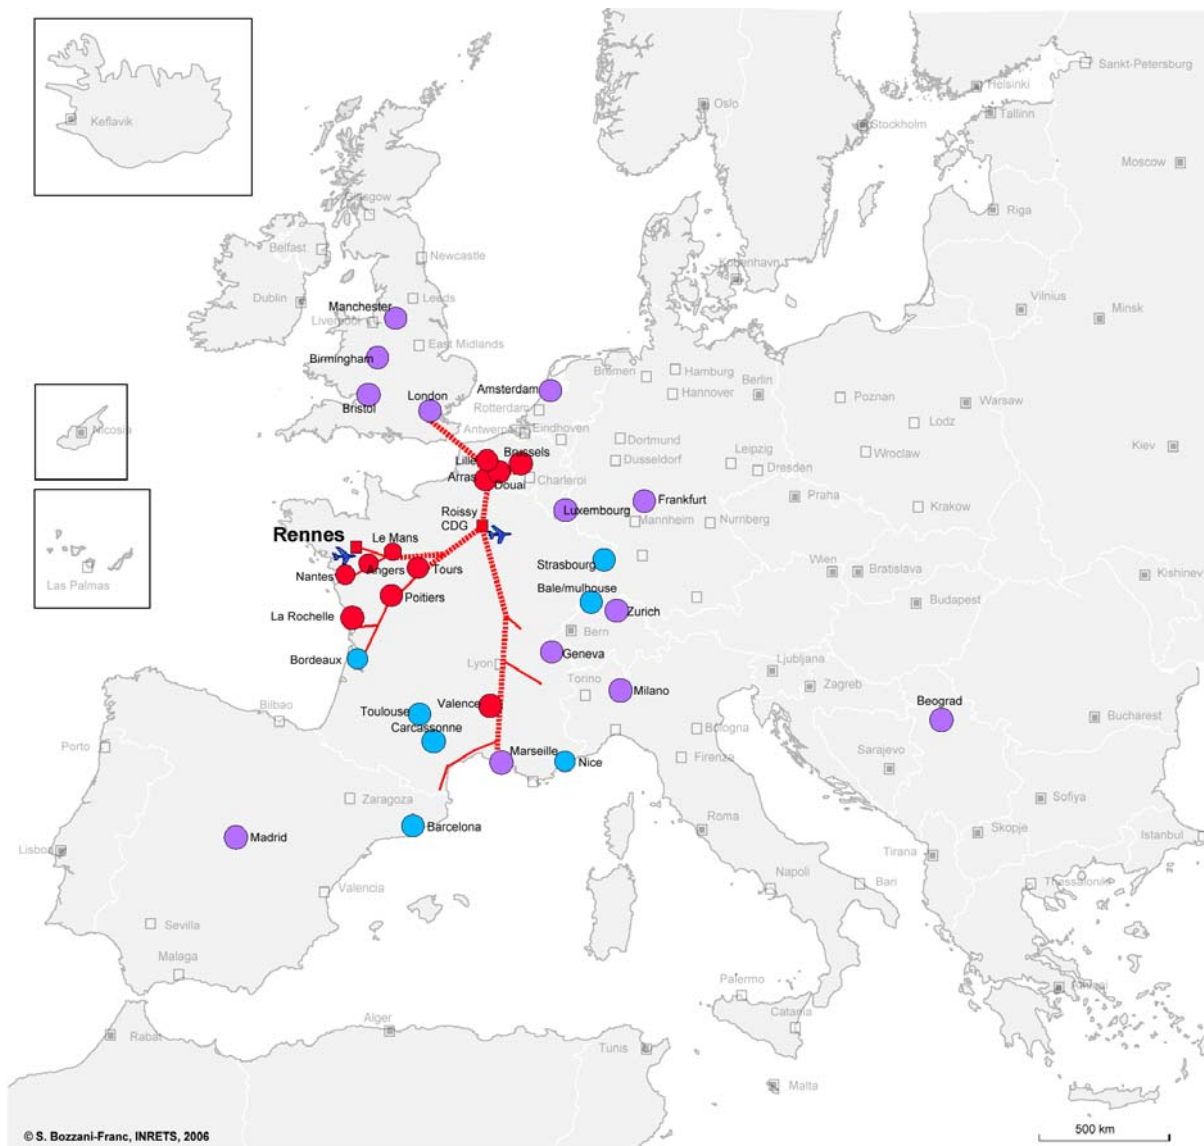 Sankt-Petersburg
Helsinki
Oslo
Tallinn
Keflavik
Stockholm
Moscow
Glasgow
Riga
Belfast
Newcastle
Kobenhavn
Dublin
Leeds
Manchester
Vilnius
Minsk
Liverpool
East Midlands
Birmingham
Bremen
Hamburg
Berlin
Amsterdam
Hannover
Poznan
Warsaw
Bristol
London
Rotterdam
Lodz
Nicosia
Antwerpen
Eindhoven
Dortmund
Kiev
Lille
Brussels
Dusseldorf
Leipzig
Wroclaw
Arras
Douai
Charleroi
Dresden
Praha
Frankfurt
Roissy
CDG
Luxembourg
Mannheim
Nurnberg
Krakow
Rennes
Le Mans
Strasbourg
Wien
Bratislava
Kishinev
Nantes
Angers
Tours
Las Palmas
Poitiers
Bale/mulhouse
Zurich
Budapest
La Rochelle
Bern
Bordeaux
Lyon
Geneva
Torino
Milano
Ljubljana
Zagreb
Bilbao
Toulouse
Valence
Beograd
Bucharest
Carcassonne
Bologna
Porto
Marseille
Nice
Firenze
Sarajevo
Zaragoza
Sofiya
Madrid
Barcelona
Roma
Skopje
Istanbul
Lisboa
Tirana
Valencia
Napoli
Bari
Thessaloniki
Sevilla
Malaga
Palermo
Catania
Alger
Rabat
Tunis
Malta
500 km
© S. Bozzani-Franc, INRETS, 2006